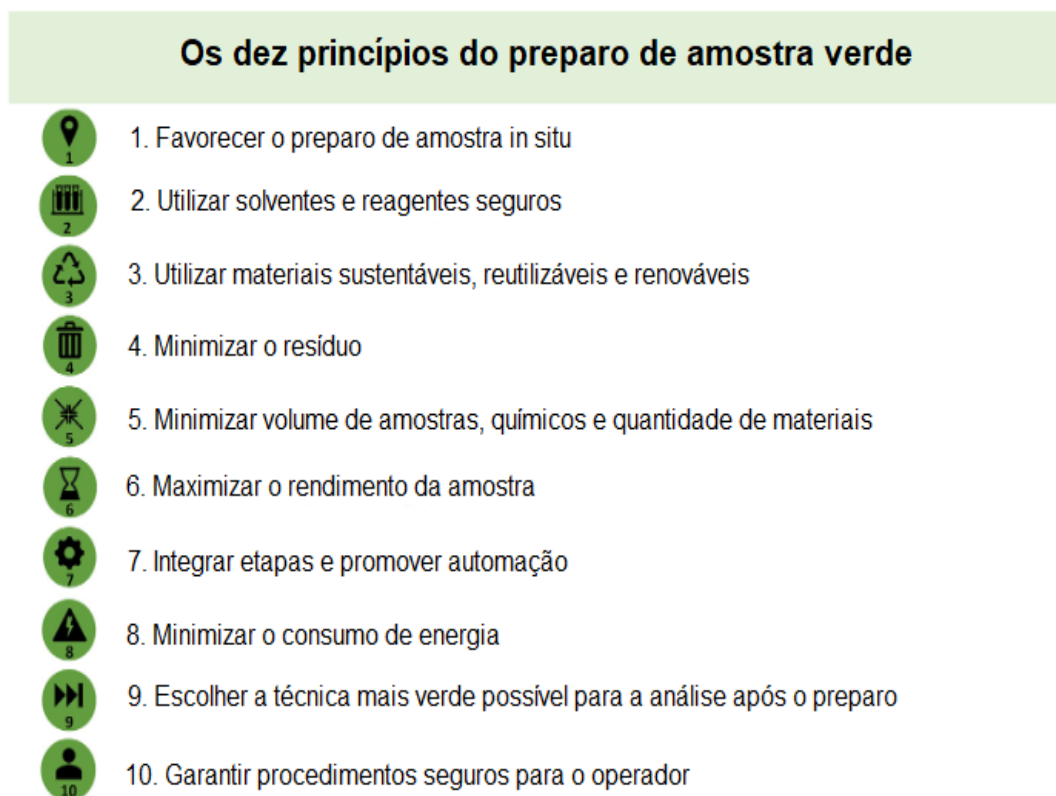 Os dez princípios do preparo de amostra verde
1
1. Favorecer o preparo de amostra in situ
2
2. Utilizar solventes e reagentes seguros
3
3. Utilizar materiais sustentáveis, reutilizáveis e renováveis
4
4. Minimizar o resíduo
5
5. Minimizar volume de amostras, químicos e quantidade de materiais
6
6. Maximizar o rendimento da amostra
7
7. Integrar etapas e promover automação
8
8. Minimizar o consumo de energia
9
9. Escolher a técnica mais verde possível para a análise após o preparo
10
10. Garantir procedimentos seguros para o operador